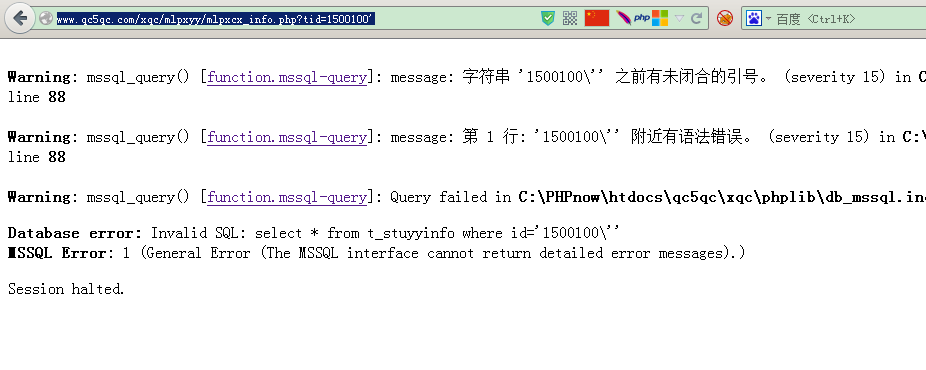 www.qc5qc.com/xqc/mlpxyy/mlpxcx_info.php?tid=1500100'
php
百度 <Ctrl+K>
Warning: mssql_query() [function.mssql-query]: message: 字符串 '1500100\'' 之前有未闭合的引号。 (severity 15) in C
line 88
Warning: mssql_query() [function.mssql-query]: message: 第 1 行: '1500100\'' 附近有语法错误。 (severity 15) in C:\
line 88
Warning: mssql_query() [function.mssql-query]: Query failed in C:\PHPnow\htdocs\qc5qc\xqc\phplib\db_mssql.in
Database error: Invalid SQL: select * from t_stuyyinfo where id='1500100\''
MSSQL Error: 1 (General Error (The MSSQL interface cannot return detailed error messages).)
Session halted.